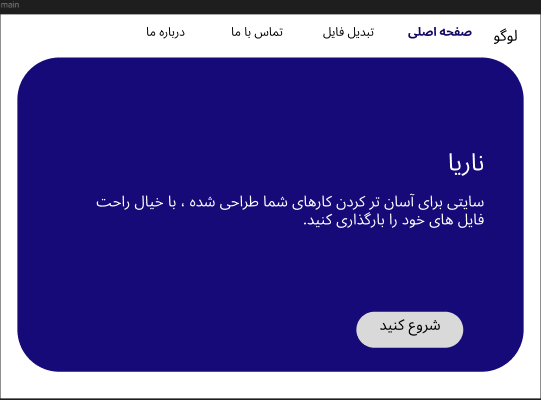 main
لوگو
صفحه اصلی
تبدیل فایل
تماس با ما
درباره ما
ناریا
سایتی برای آسان تر کردن کارهای شما طراحی شده ، با خیال راحت
فایل های خود را بارگذاری کنید.
شروع کنید